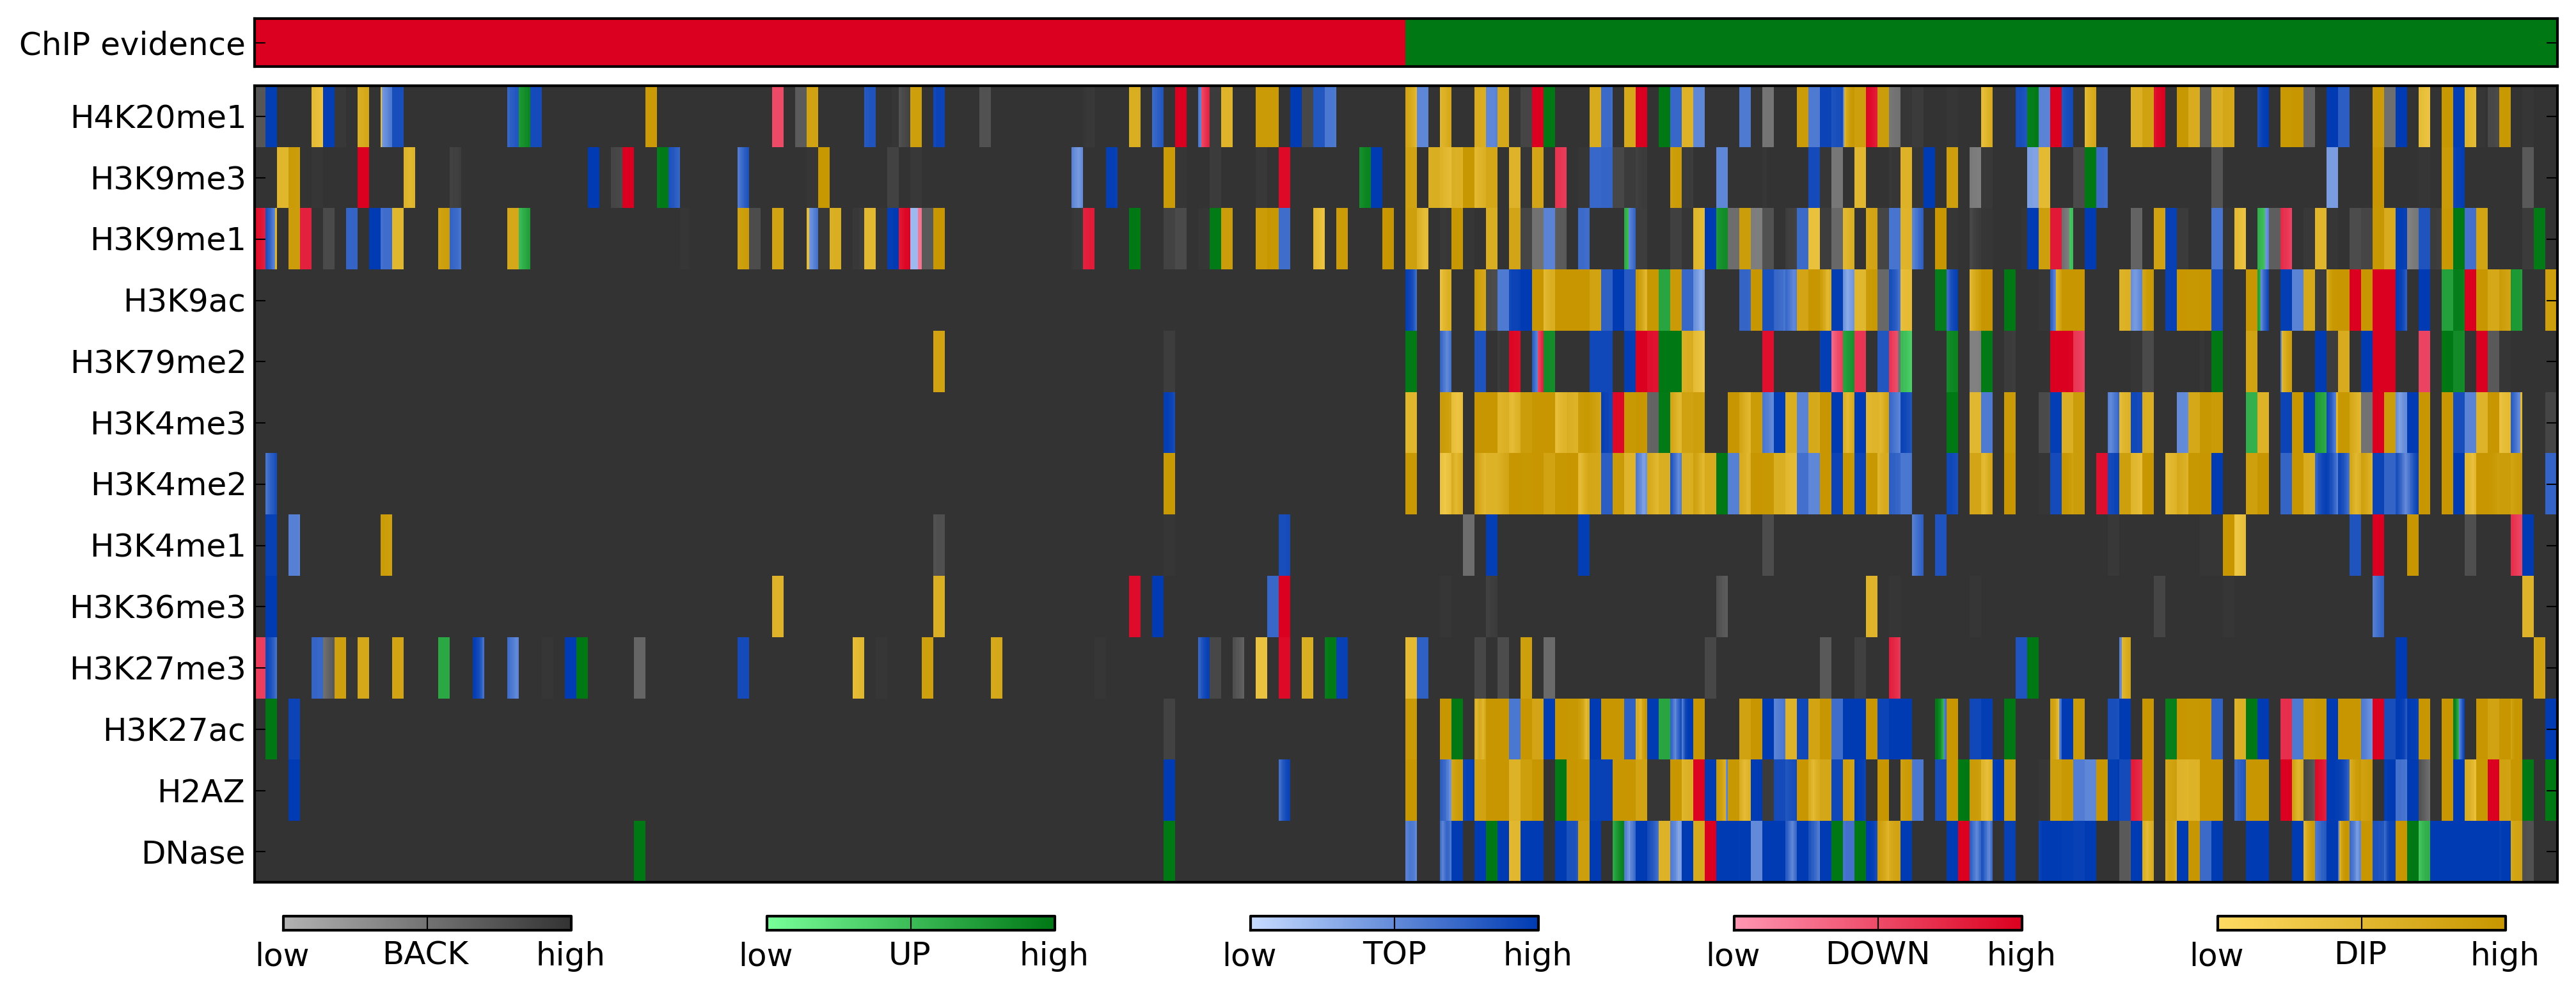 ChIP evidence
H4K20me1
H3K9me3
H3K9me1
H3K9ac
H3K79me2
H3K4me3
H3K4me2
H3K4me1
H3K36me3
H3K27me3
H3K27ac
H2AZ
DNase
low BACK high low UP high low TOP high low DOWN high low DIP high